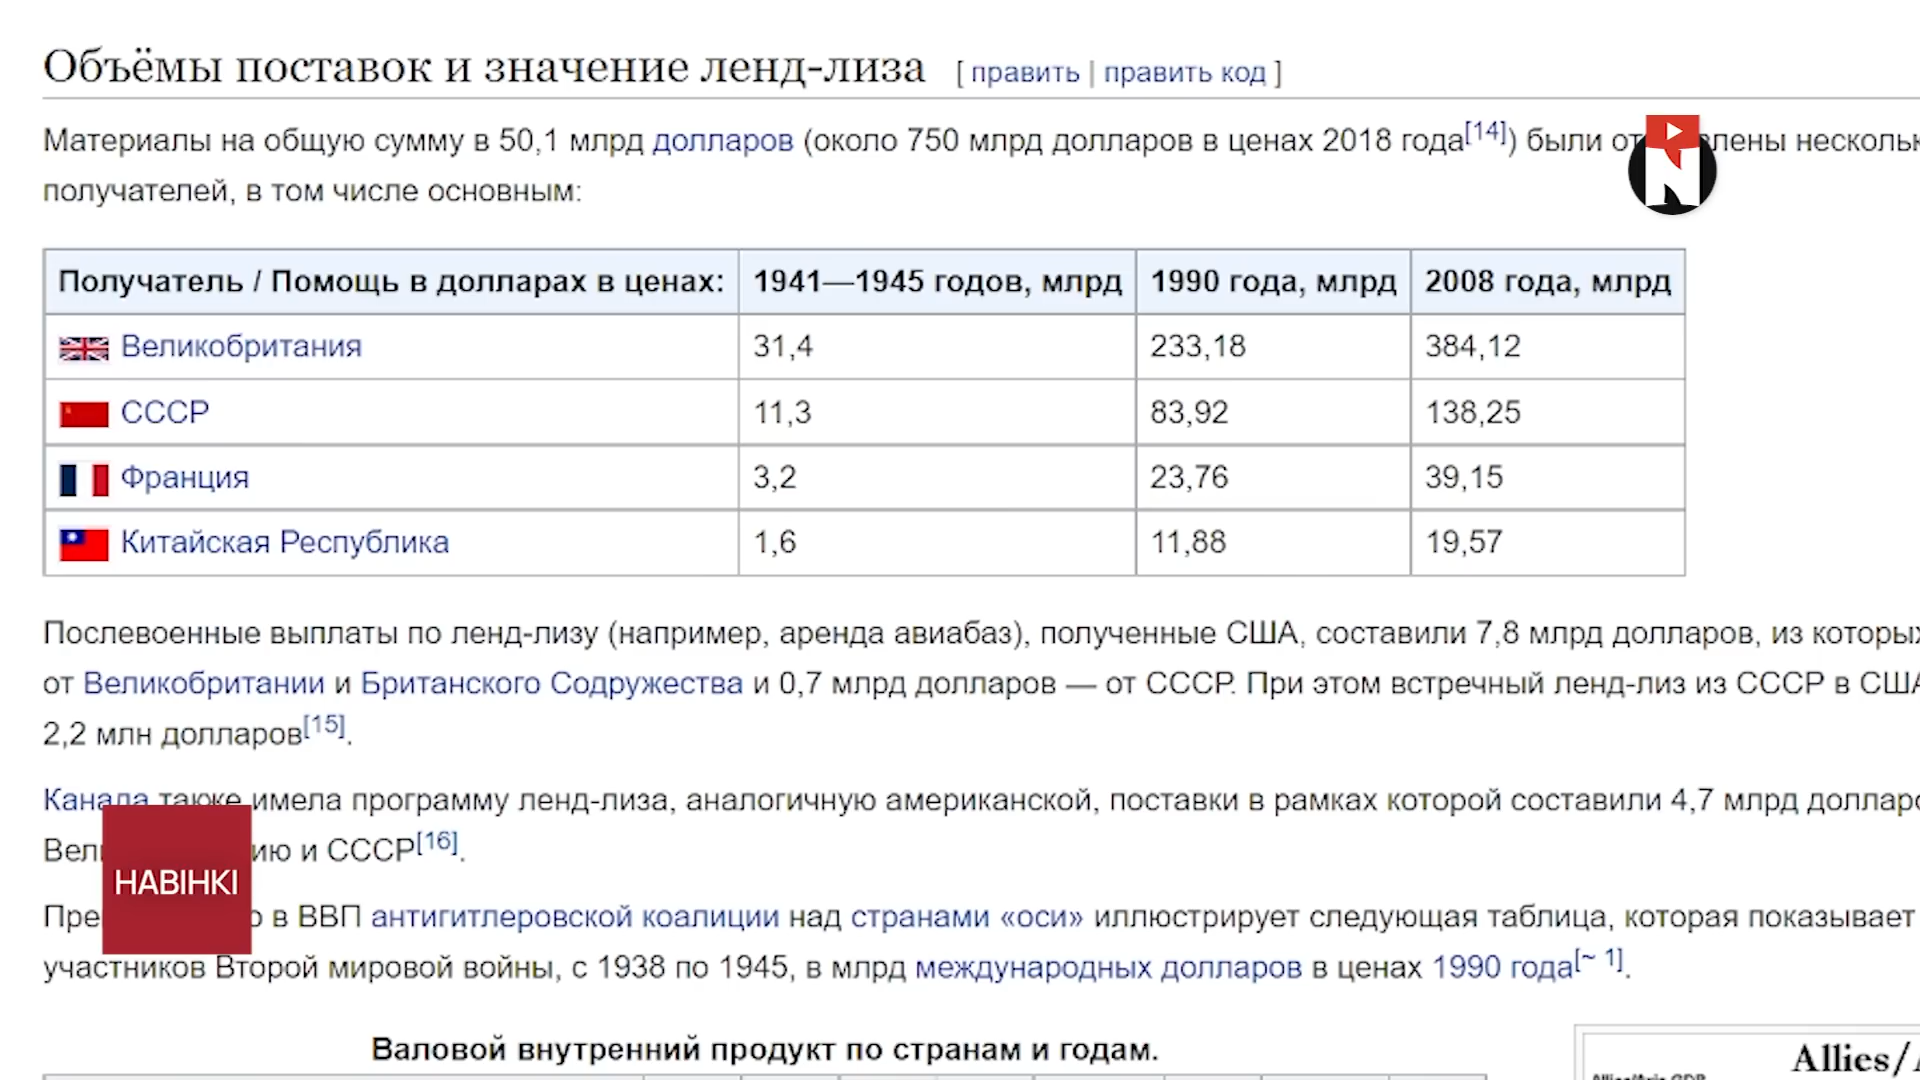 Объёмы поставок и значение ленд-лиза [ править | править код ]
Материалы на общую сумму в 50,1 млрд долларов (около 750 млрд долларов в ценах 2018 года[14]) были
получателей, в том числе основным:
Получатель / Помощь в долларах в ценах: 1941—1945 годов, млрд 1990 года, млрд 2008 года, млрд
Великобритания 31,4 233,18 384,12
СССР 11,3 83,92 138,25
Франция 3,2 23,76 39,15
Китайская Республика 1,6 11,88 19,57
Послевоенные выплаты по ленд-лизу (например, аренда авиабаз), полученные США, составили 7,8 млрд долларов, из которых
от Великобритании и Британского Содружества и 0,7 млрд долларов — от СССР. При этом встречный ленд-лиз из СССР в США
2,2 млн долларов[15].
Канада также имела программу ленд-лиза, аналогичную американской, поставки в рамках которой составили 4,7 млрд
и СССР[16].
НАВІНКІ
в ВВП антигитлеровской коалиции над странами «оси» иллюстрирует следующая таблица, которая показывает
участников Второй мировой войны, с 1938 по 1945, в млрд международных долларов в ценах 1990 года[~ 1].
Валовой внутренний продукт по странам и годам.
Allies/